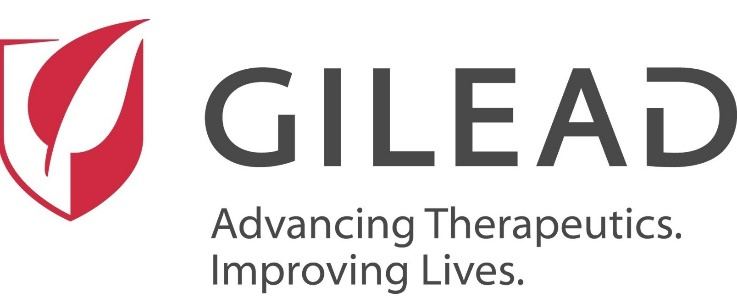 GILEAD
Advancing Therapeutics.
Improving Lives.